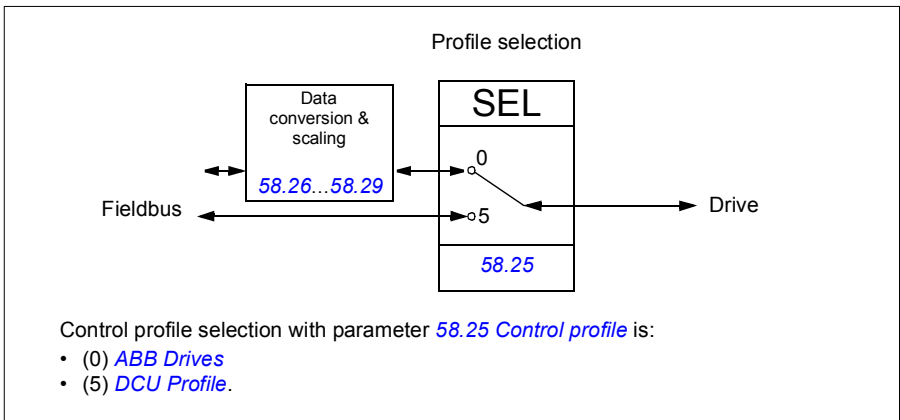 Profile selection
Data
conversion &
scaling
58.26...58.29
SEL
0
5
58.25
Fieldbus
Drive
Control profile selection with parameter 58.25 Control profile is:
• (0) ABB Drives
• (5) DCU Profile.